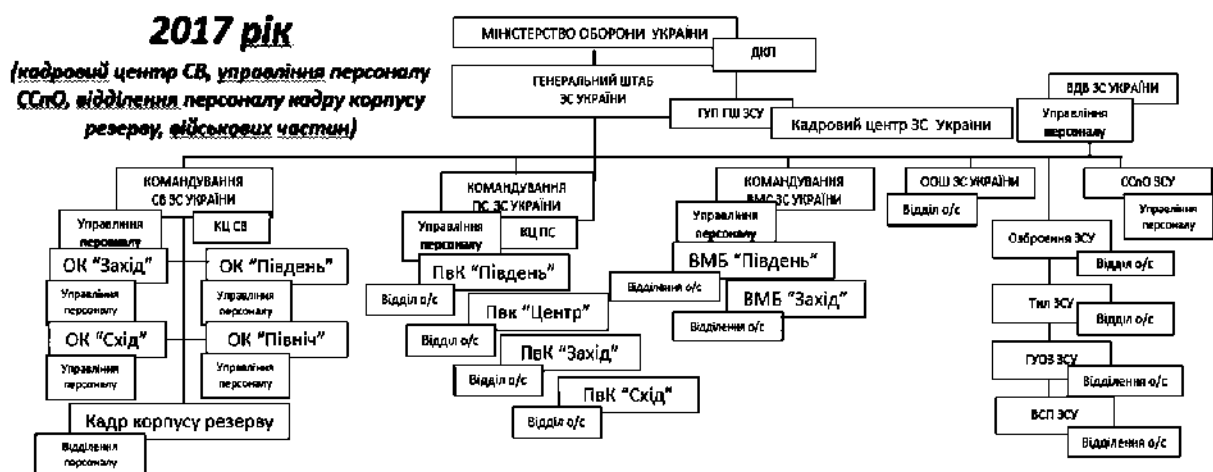 2017 рік
(кадровий центр СВ, управління персоналу
ССпО, відділення персоналу кадру корпусу
резерву, військових частин)
МІНІСТЕРСТВО ОБОРОНИ УКРАЇНИ
ДКП
ГЕНЕРАЛЬНИЙ ШТАБ
ЗС УКРАЇНИ
ГУП ГШ ЗСУ
Кадровий центр ЗС України
ВДВ ЗС УКРАЇНИ
Управління
персоналу
КОМАНДУВАННЯ
СВ ЗС УКРАЇНИ
Управління
персоналу
КЦ СВ
ОК "Захід"
Управління
персоналу
ОК "Південь"
Управління
персоналу
ОК "Схід"
Управління
персоналу
ОК "Північ"
Управління
персоналу
Кадр корпусу резерву
Відділення
персоналу
КОМАНДУВАННЯ
ПС ЗС УКРАЇНИ
Управління
персоналу
КЦ ПС
ПвК "Південь"
Відділ о/с
Пвк "Центр"
Відділ о/с
ПвК "Захід"
Відділ о/с
ПвК "Схід"
Відділ о/с
КОМАНДУВАННЯ
ВМС ЗС УКРАЇНИ
Управління
персоналу
ВМБ "Південь"
Відділення о/с
ВМБ "Захід"
Відділення о/с
ООШ ЗС УКРАЇНИ
Відділ о/с
ССпО ЗСУ
Управління
персоналу
Озброєння ЗСУ
Відділ о/с
Тил ЗСУ
Відділ о/с
ГУОЗ ЗСУ
Відділення о/с
ВСП ЗСУ
Відділення о/с